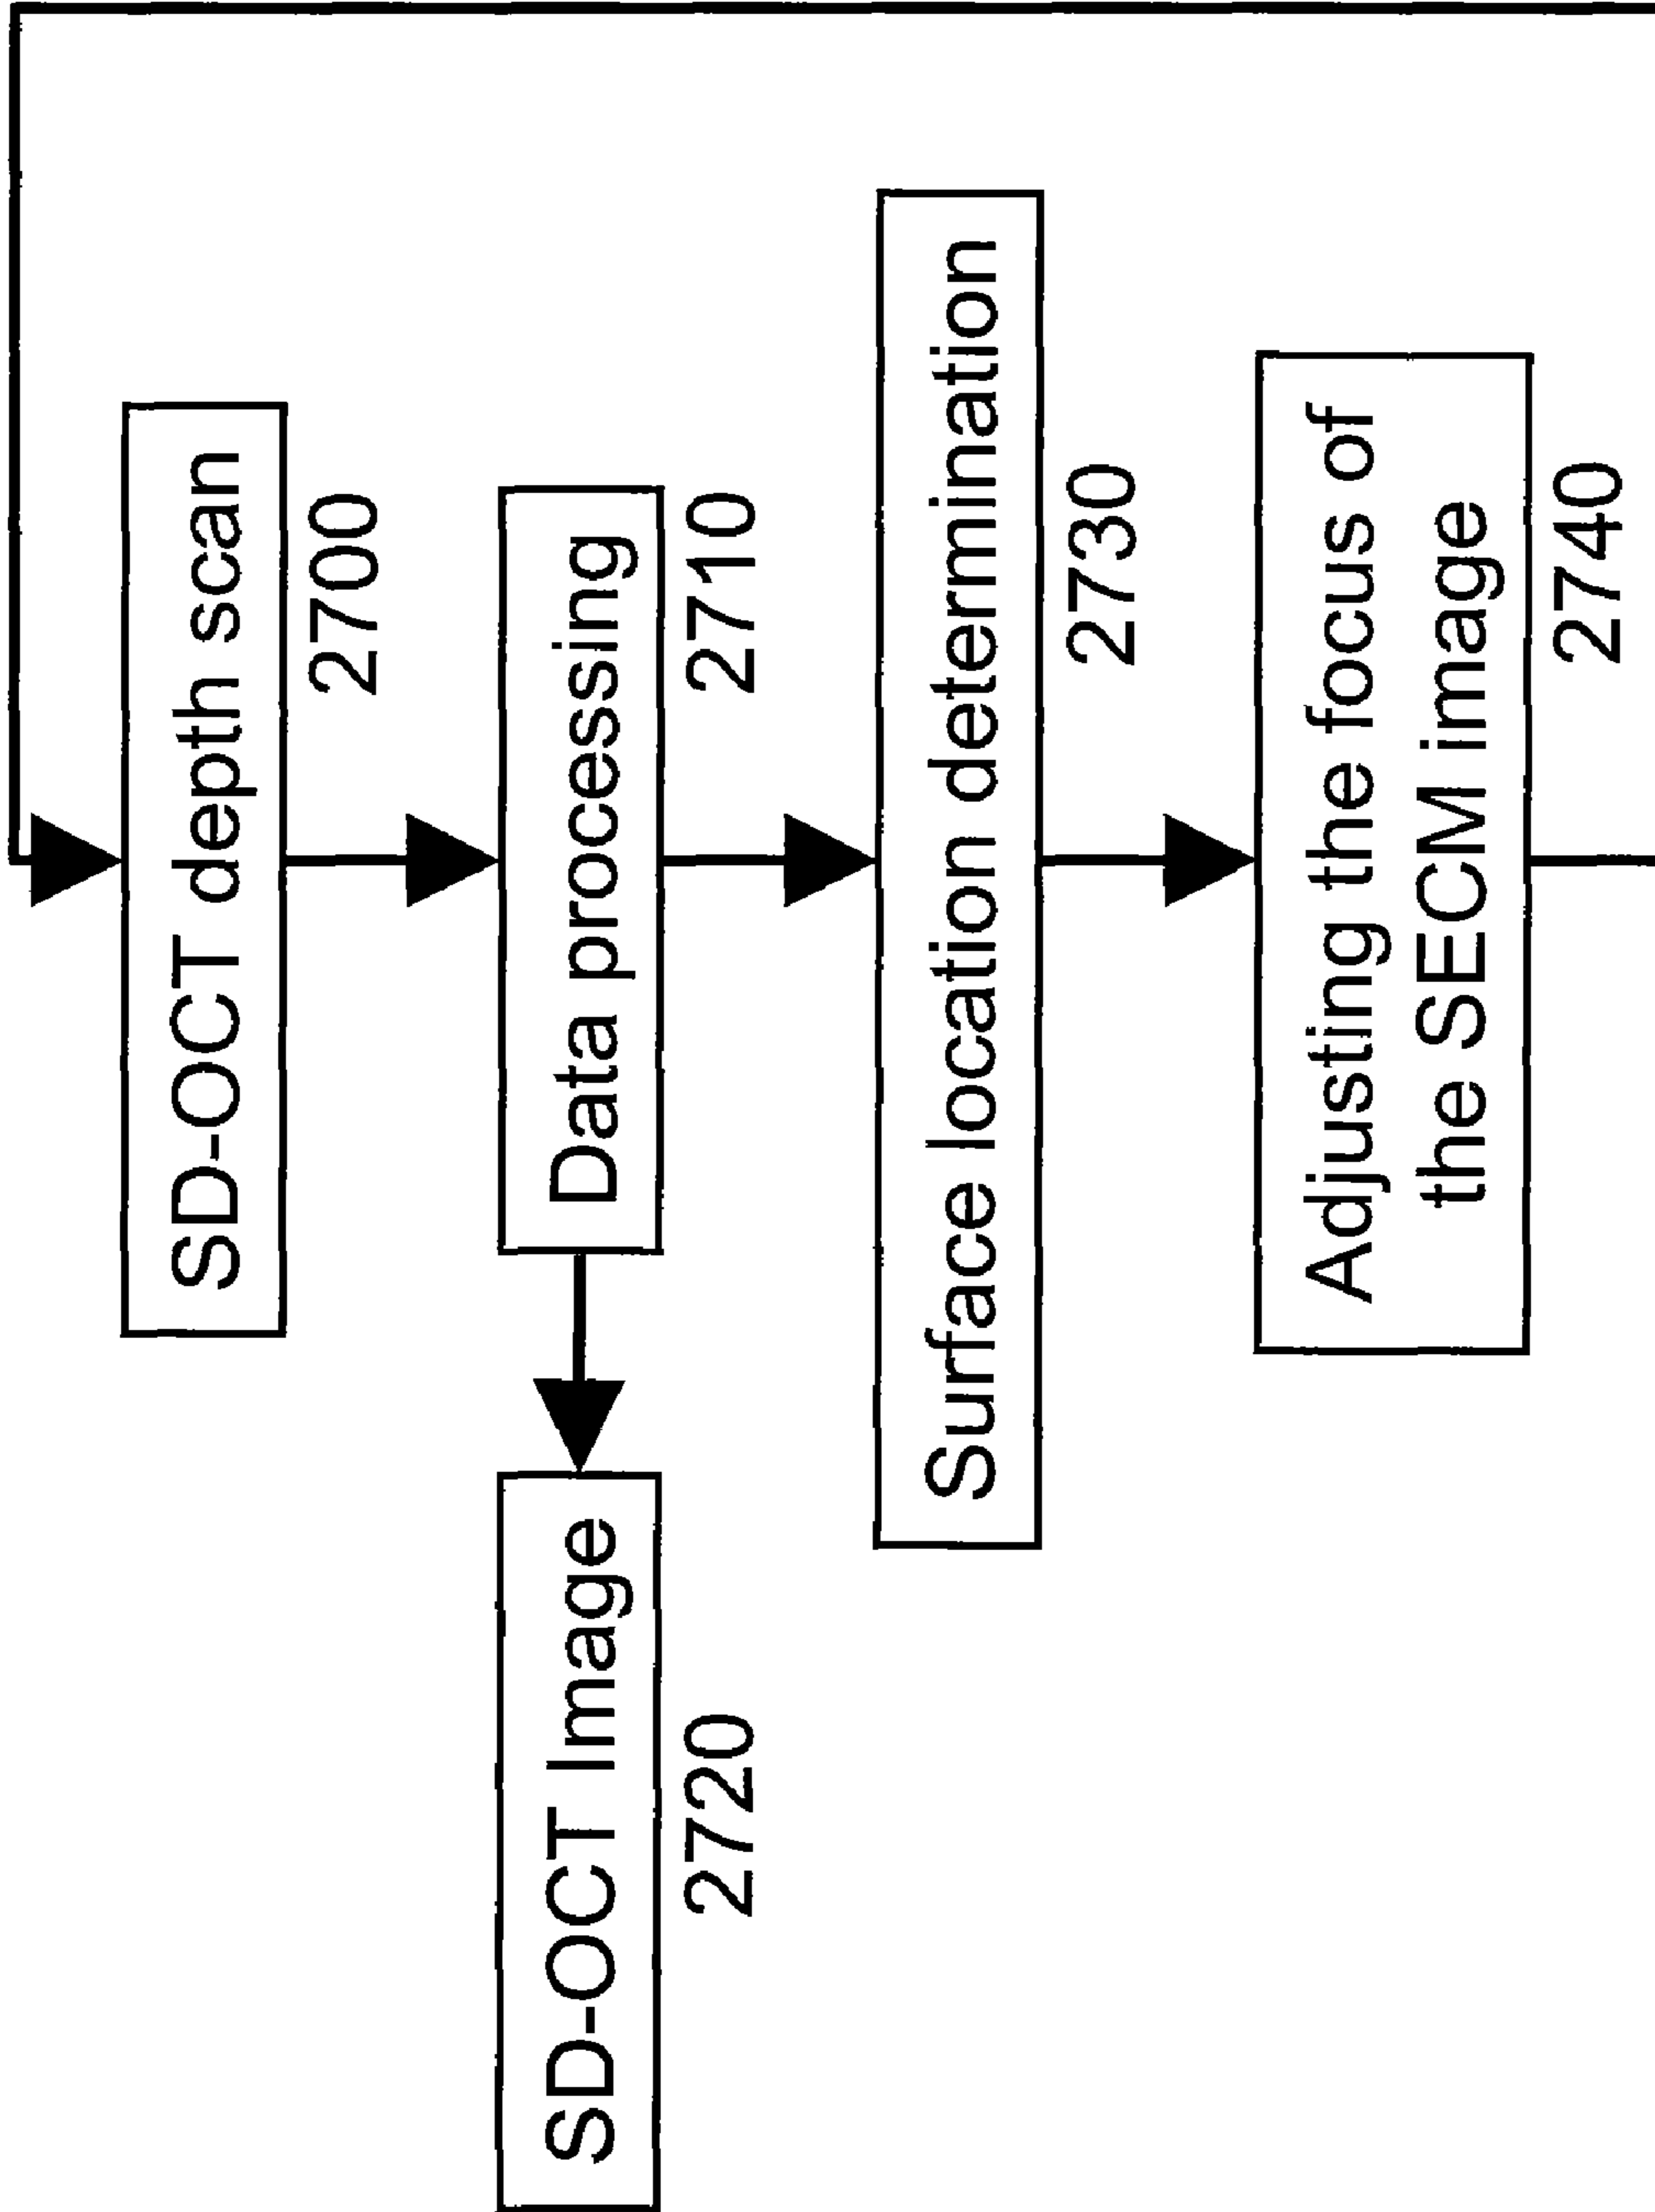 SD-OCT depth scan
2700
Data processing
2710
SD-OCT Image
2720
Surface location determination
2730
Adjusting the focus of
the SECM image
2740